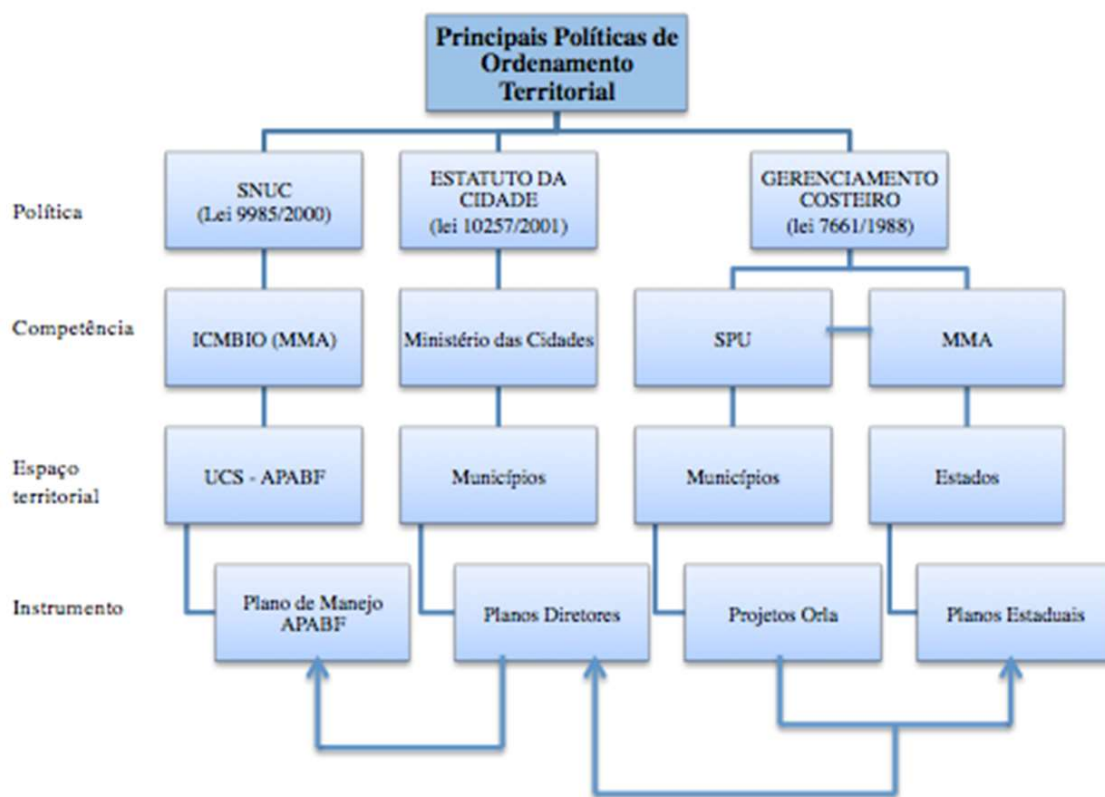 Principais Políticas de
Ordenamento
Territorial
Política
SNUC
(Lei 9985/2000)
ESTATUTO DA
CIDADE
(lei 10257/2001)
GERENCIAMENTO
COSTEIRO
(lei 7661/1988)
Competência
ICMBIO (MMA)
Ministério das Cidades
SPU
MMA
Espaço
territorial
UCS - APABF
Municípios
Municípios
Estados
Instrumento
Plano de Manejo
APABF
Planos Diretores
Projetos Orla
Planos Estaduais